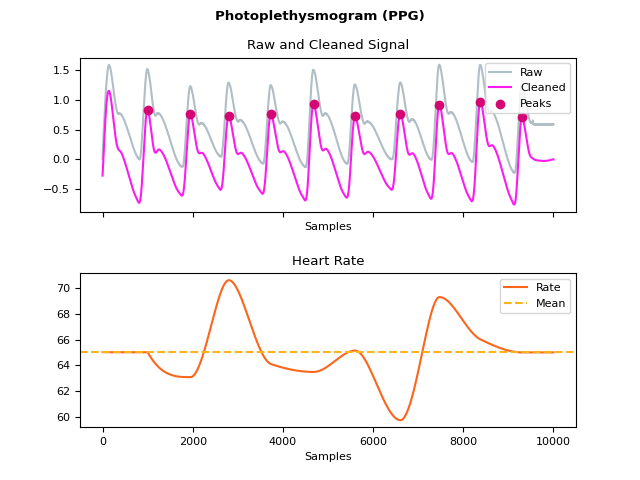 Photoplethysmogram (PPG)
Raw and Cleaned Signal
1.5
1.0
0.5
0.0
−0.5
Raw
Cleaned
Peaks
Samples
Heart Rate
70
68
66
64
62
60
Rate
Mean
0 2000 4000 6000 8000 10000
Samples